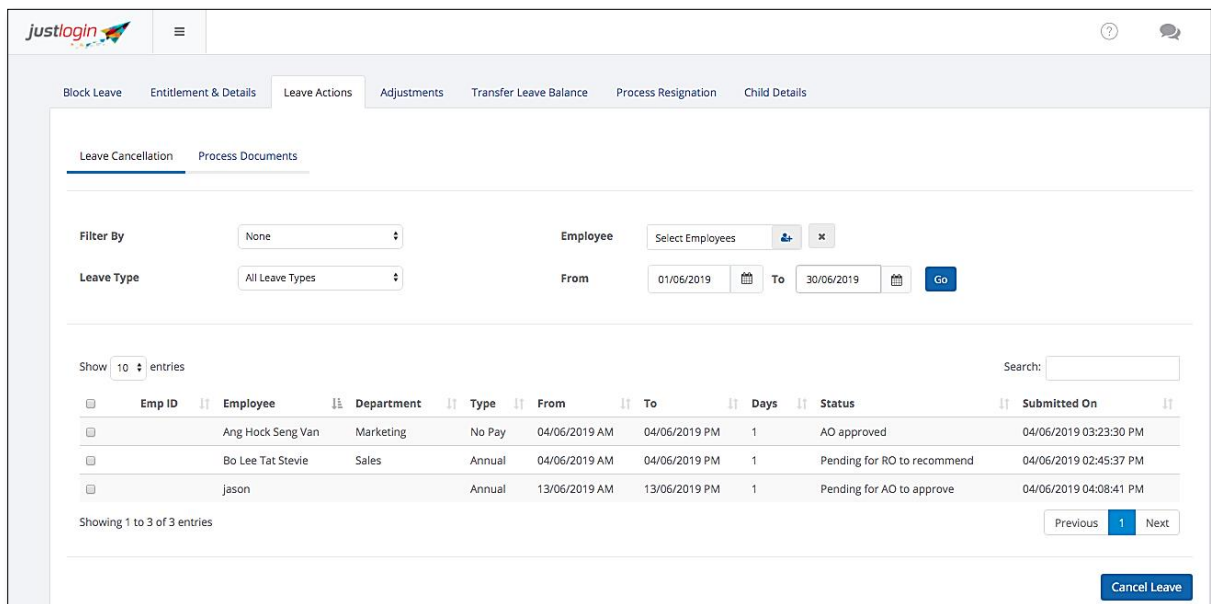 justlogin
Block Leave Entitlement & Details Leave Actions Adjustments Transfer Leave Balance Process Resignation Child Details
Leave Cancellation Process Documents
Filter By None Employee Select Employees
Leave Type All Leave Types From 01/06/2019 To 30/06/2019 Go
Show 10 entries Search:
Emp ID Employee Department Type From To Days Status Submitted On
Ang Hock Seng Van Marketing No Pay 04/06/2019 AM 04/06/2019 PM 1 AO approved 04/06/2019 03:23:30 PM
Bo Lee Tat Stevie Sales Annual 04/06/2019 AM 04/06/2019 PM 1 Pending for RO to recommend 04/06/2019 02:45:37 PM
jason Annual 13/06/2019 AM 13/06/2019 PM 1 Pending for AO to approve 04/06/2019 04:08:41 PM
Showing 1 to 3 of 3 entries Previous 1 Next
Cancel Leave